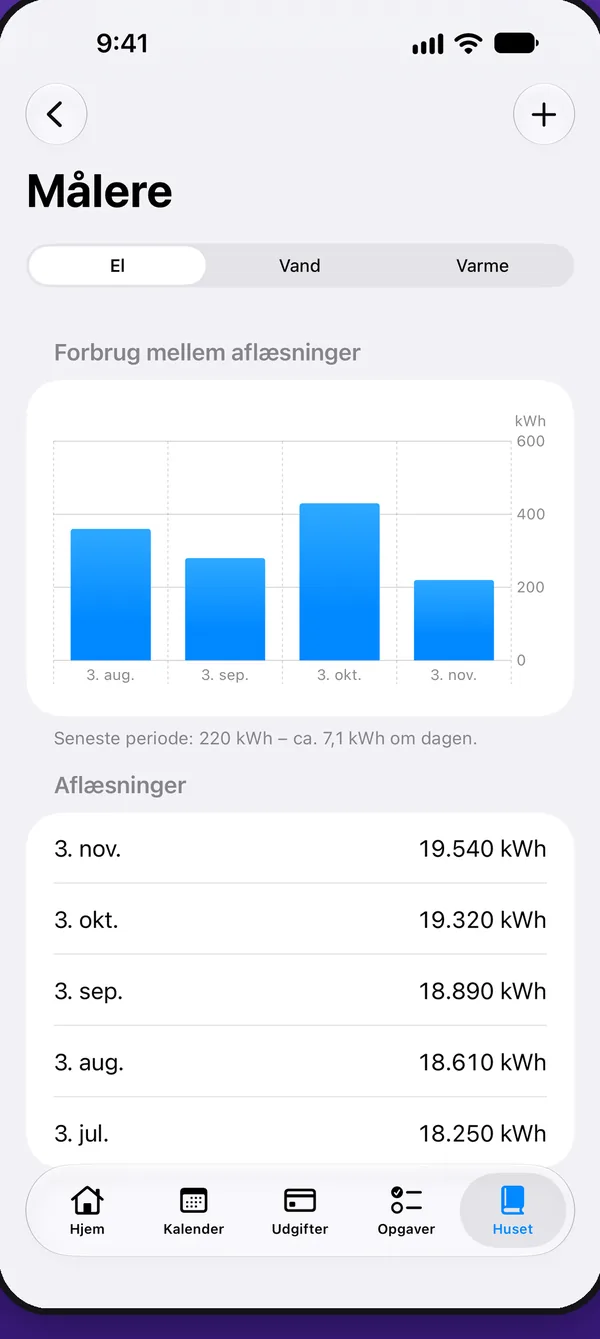 9:41
Målere
El Vand Varme
Forbrug mellem aflæsninger
kWh
600
400
200
0
3. aug. 3. sep. 3. okt. 3. nov.
Seneste periode: 220 kWh – ca. 7,1 kWh om dagen.
Aflæsninger
3. nov. 19.540 kWh
3. okt. 19.320 kWh
3. sep. 18.890 kWh
3. aug. 18.610 kWh
3. jul. 18.250 kWh
Hjem Kalender Udgifter Opgaver Huset